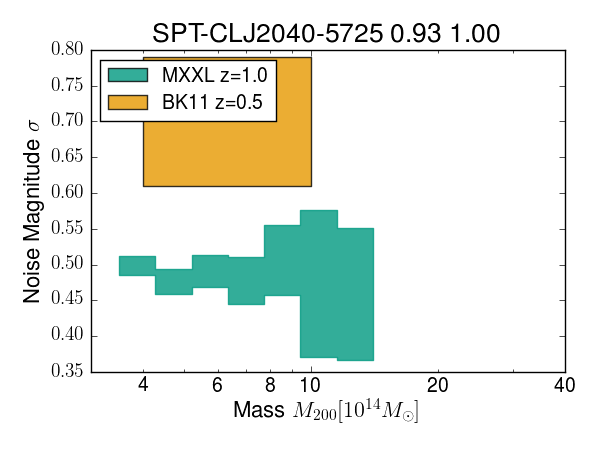 SPT-CLJ2040-5725 0.93 1.00
MXXL z=1.0
BK11 z=0.5
Noise Magnitude σ
0.80
0.75
0.70
0.65
0.60
0.55
0.50
0.45
0.40
0.35
4 6 8 10 20 40
Mass M₂₀₀[10¹⁴M☉]